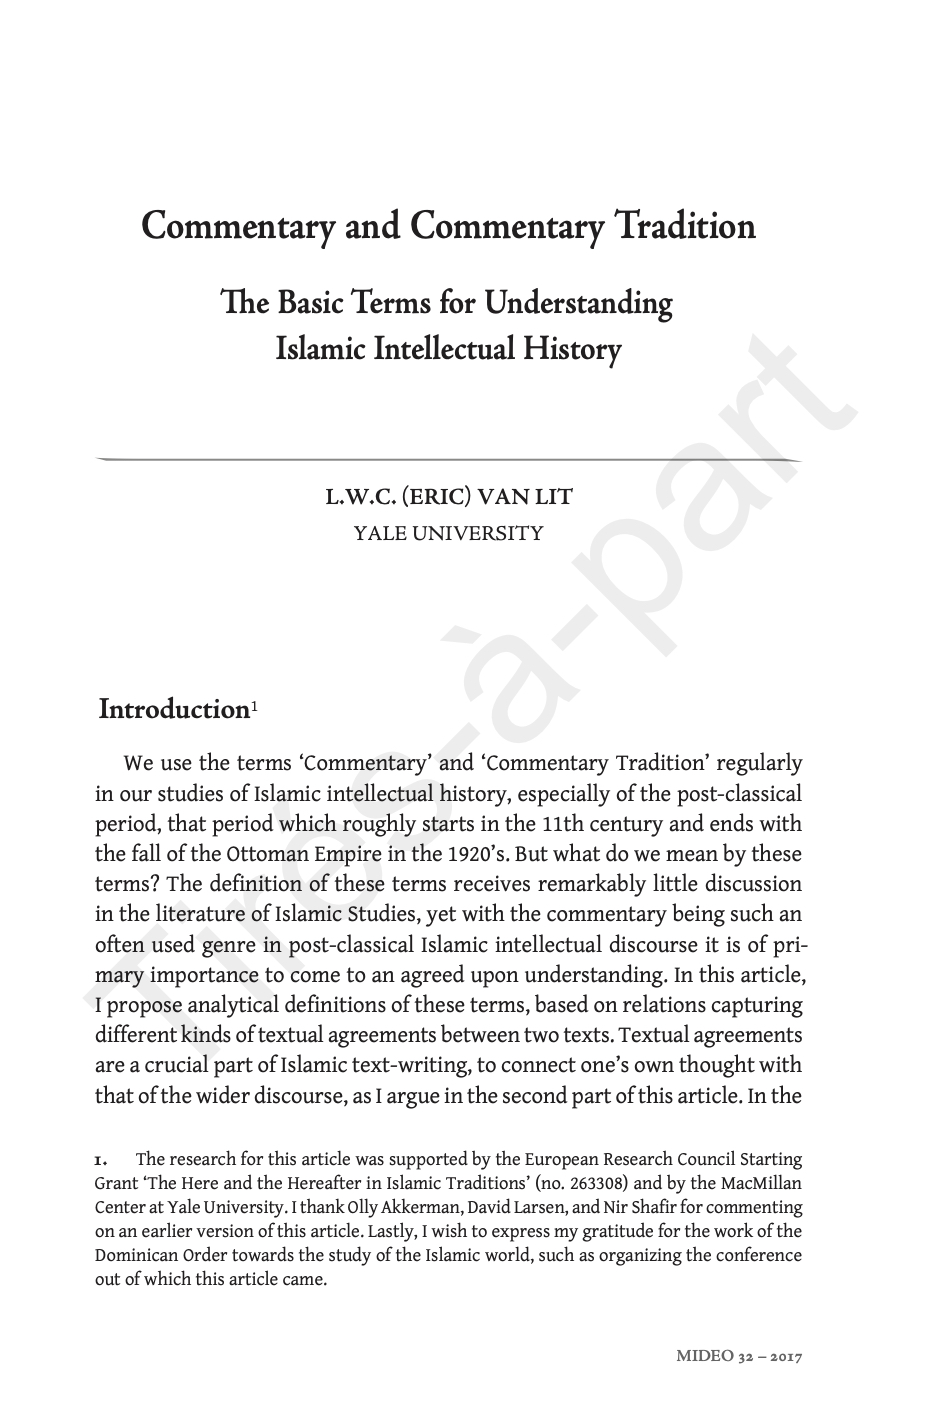 Commentary and Commentary Tradition
The Basic Terms for Understanding
Islamic Intellectual History
L.W.C. (ERIC) VAN LIT
YALE UNIVERSITY
Introduction¹
We use the terms ‘Commentary’ and ‘Commentary Tradition’ regularly
in our studies of Islamic intellectual history, especially of the post-classical
period, that period which roughly starts in the 11th century and ends with
the fall of the Ottoman Empire in the 1920’s. But what do we mean by these
terms? The definition of these terms receives remarkably little discussion
in the literature of Islamic Studies, yet with the commentary being such an
often used genre in post-classical Islamic intellectual discourse it is of pri-
mary importance to come to an agreed upon understanding. In this article,
I propose analytical definitions of these terms, based on relations capturing
different kinds of textual agreements between two texts. Textual agreements
are a crucial part of Islamic text-writing, to connect one’s own thought with
that of the wider discourse, as I argue in the second part of this article. In the
1. The research for this article was supported by the European Research Council Starting
Grant ‘The Here and the Hereafter in Islamic Traditions’ (no. 263308) and by the MacMillan
Center at Yale University. I thank Olly Akkerman, David Larsen, and Nir Shafir for commenting
on an earlier version of this article. Lastly, I wish to express my gratitude for the work of the
Dominican Order towards the study of the Islamic world, such as organizing the conference
out of which this article came.
MIDEO 32 – 2017
Tirés-à-part